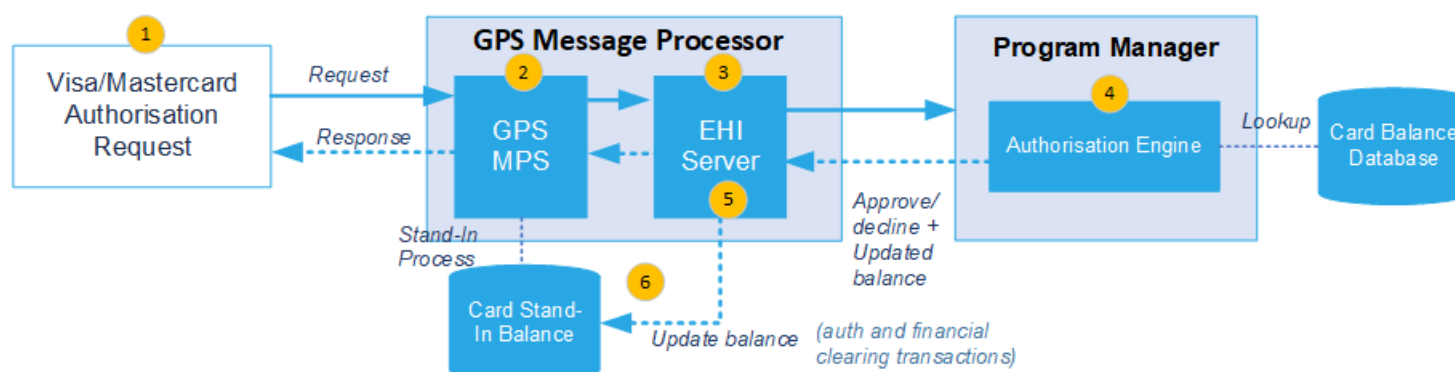 1
Visa/Mastercard
Authorisation
Request
Request
Response
GPS Message Processor
2
GPS
MPS
3
EHI
Server
5
Stand-In
Process
Card Stand-
In Balance
6
Update balance
(auth and financial
clearing transactions)
Approve/
decline +
Updated
balance
Program Manager
4
Authorisation Engine
Lookup
Card Balance
Database